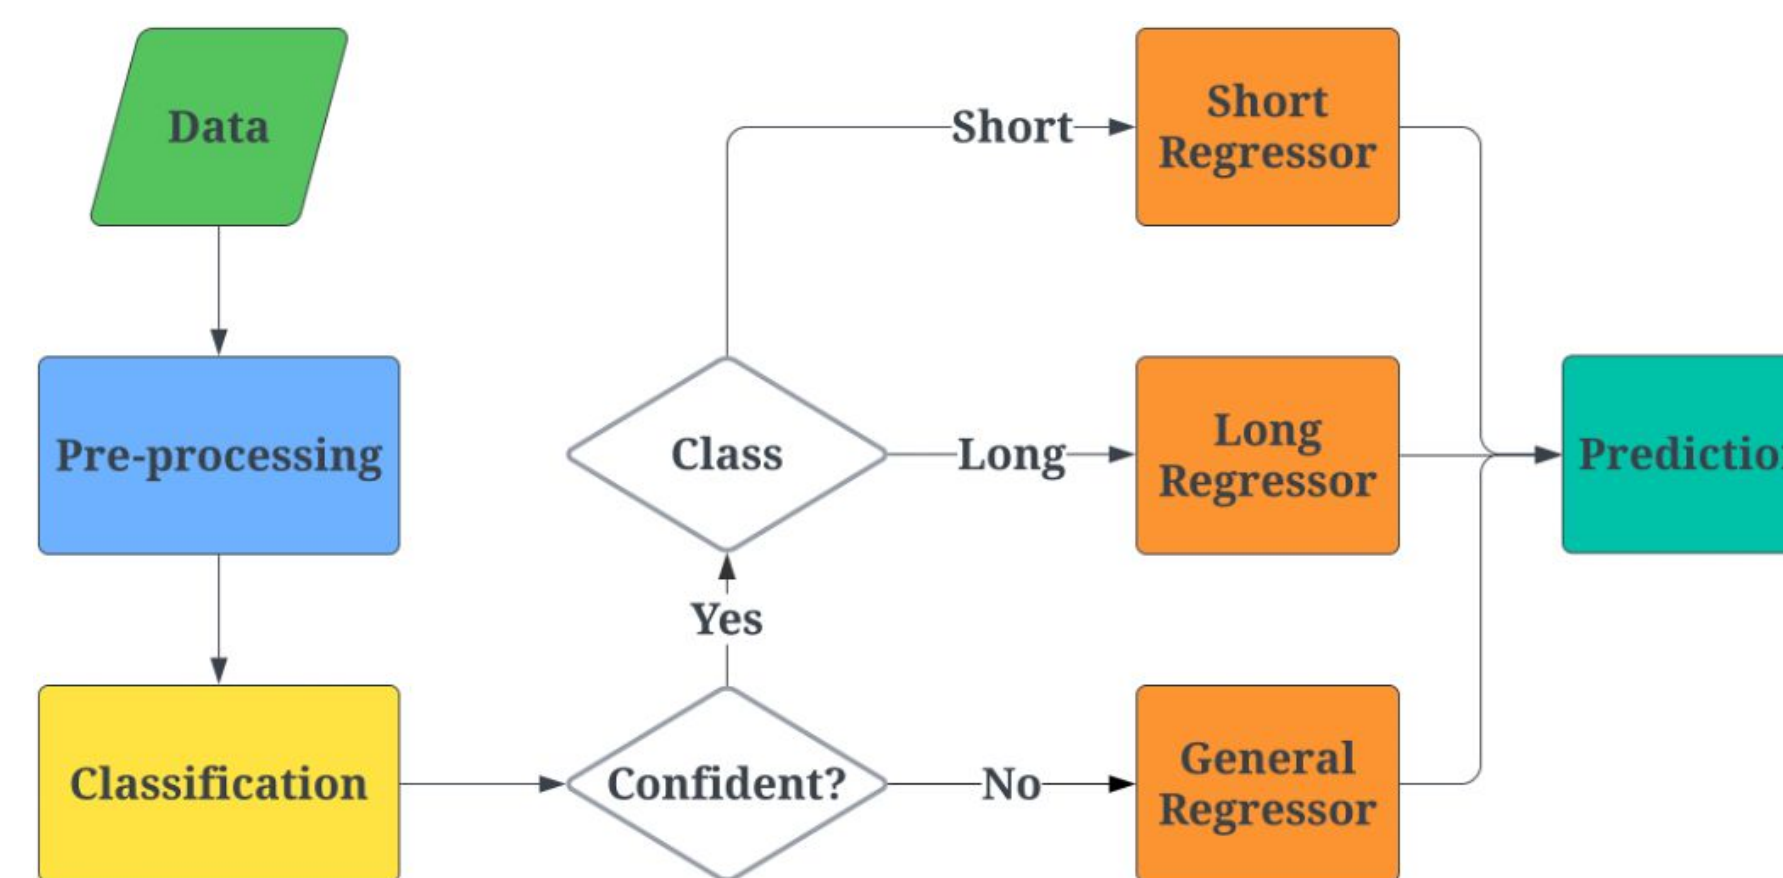 Data
Short
Short
Regressor
Pre-processing
Class
Long
Long
Regressor
Yes
Classification
Confident?
No
General
Regressor